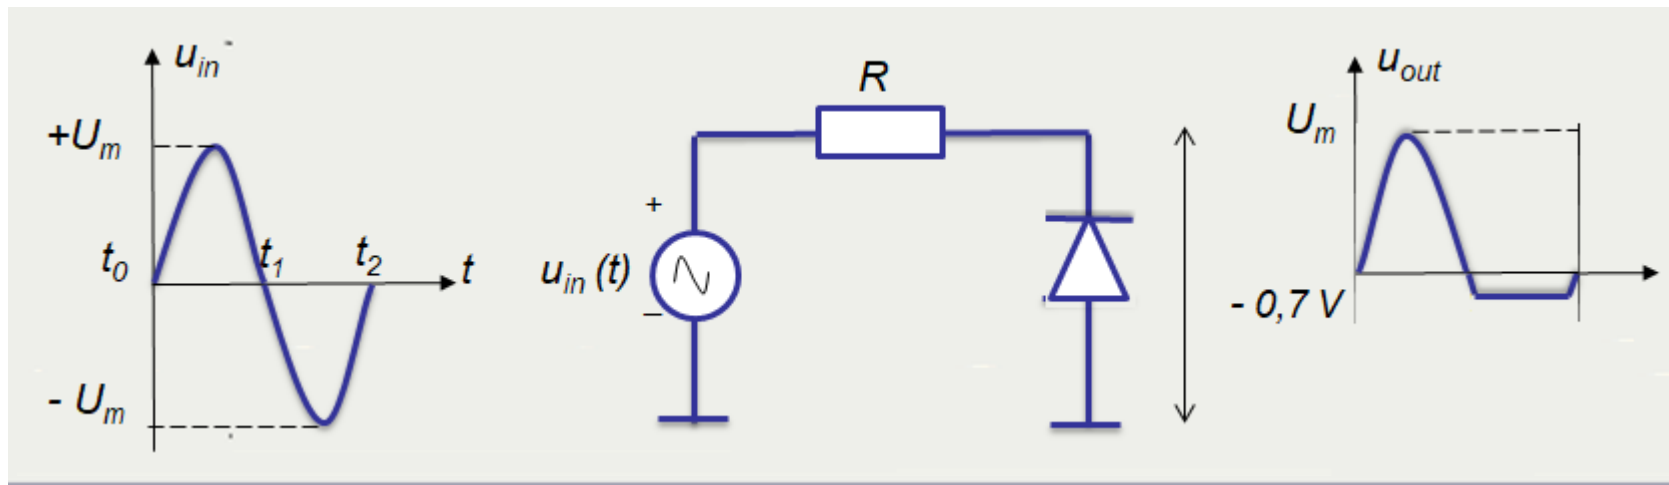 u_in
+U_m
t_0
t_1
t_2
t
- U_m
R
+
u_in (t)
–
u_out
U_m
- 0,7 V